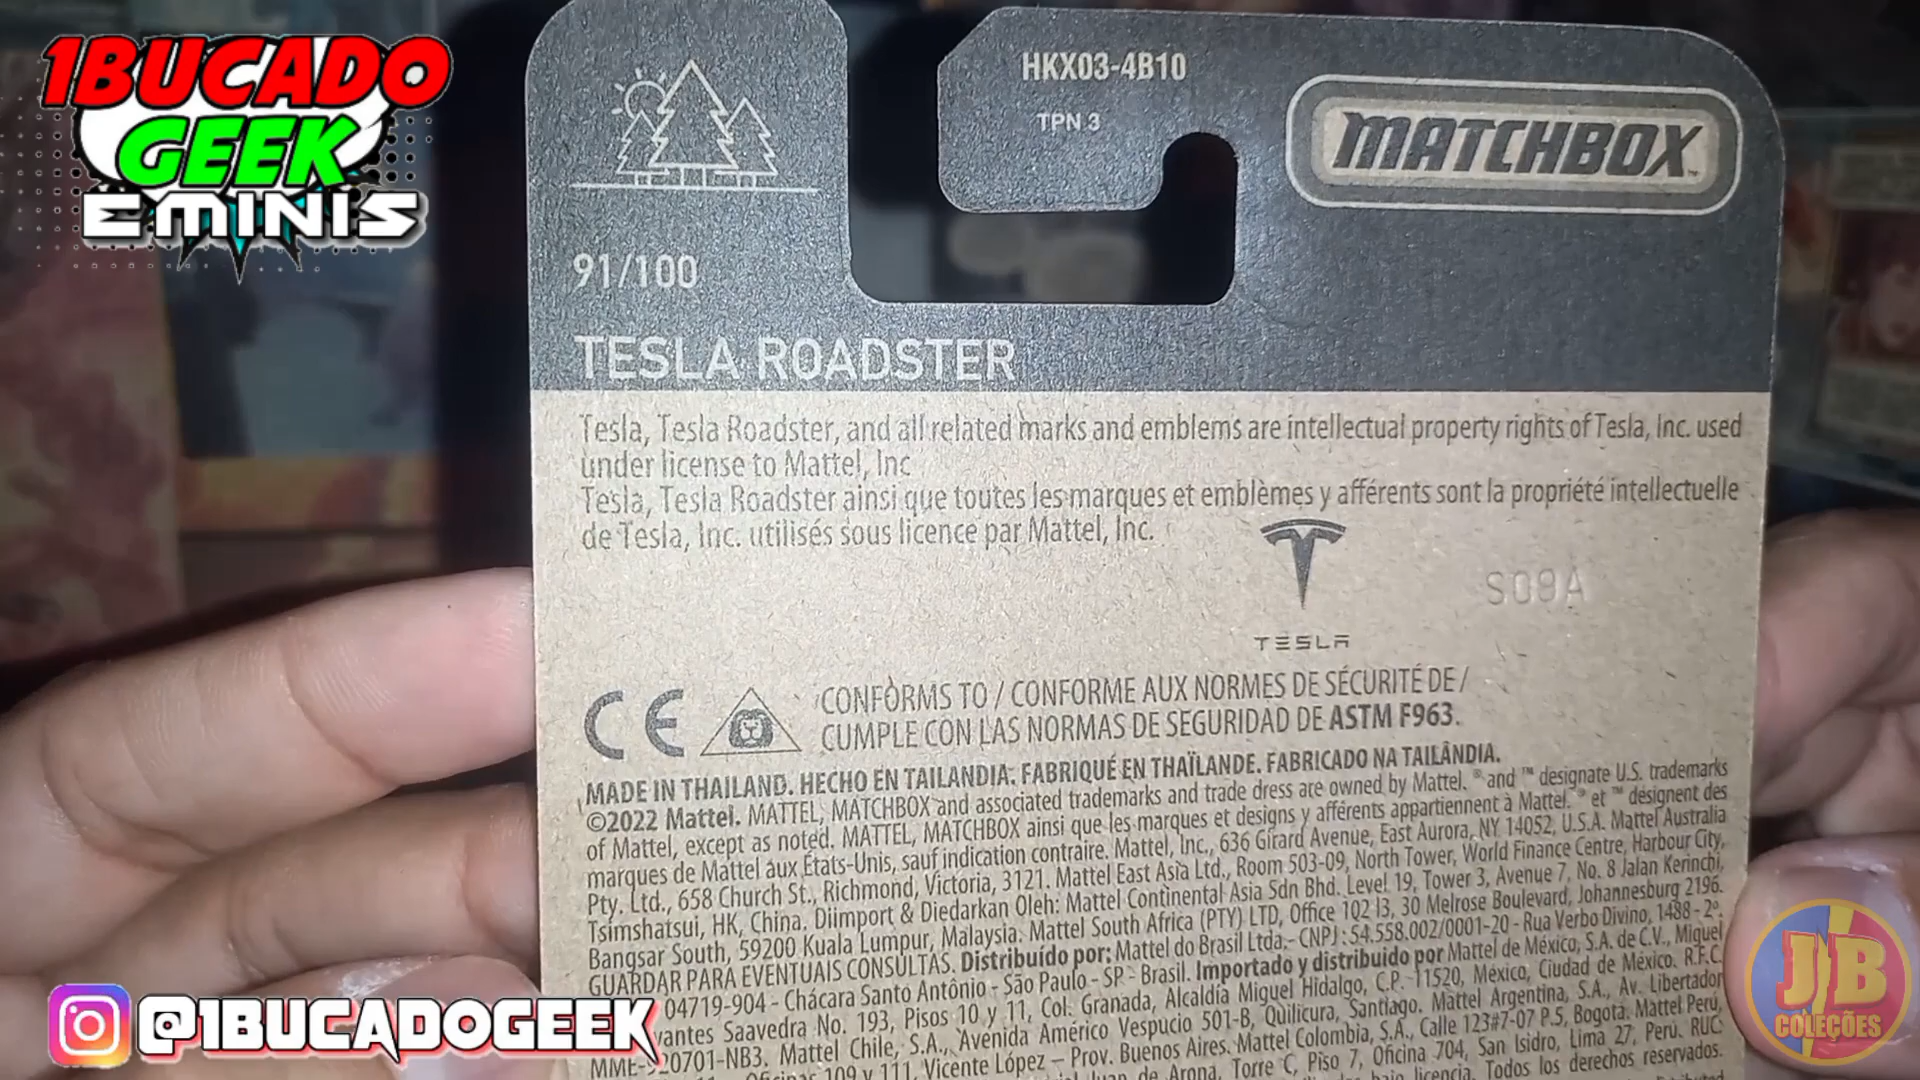 1BUCADO
GEEK
EMINIS
HKX03-4B10
TPN 3
MATCHBOX™
91/100
TESLA ROADSTER
Tesla, Tesla Roadster, and all related marks and emblems are intellectual property rights of Tesla, Inc. used
under license to Mattel, Inc
Tesla, Tesla Roadster ainsi que toutes les marques et emblèmes y afférents sont la propriété intellectuelle
de Tesla, Inc. utilisés sous licence par Mattel, Inc.
TESLA
S09A
CE
CONFORMS TO / CONFORME AUX NORMES DE SÉCURITÉ DE /
CUMPLE CON LAS NORMAS DE SEGURIDAD DE ASTM F963.
MADE IN THAILAND. HECHO EN TAILANDIA. FABRIQUÉ EN THAÏLANDE. FABRICADO NA TAILÂNDIA.
©2022 Mattel. MATTEL, MATCHBOX and associated trademarks and trade dress are owned by Mattel. ® and ™ designate U.S. trademarks
of Mattel, except as noted. MATTEL, MATCHBOX ainsi que les marques et designs y afférents appartiennent à Mattel. ® et ™ désignent des
marques de Mattel aux États-Unis, sauf indication contraire. Mattel, Inc., 636 Girard Avenue, East Aurora, NY 14052, U.S.A. Mattel Australia
Pty. Ltd., 658 Church St., Richmond, Victoria, 3121. Mattel East Asia Ltd., Room 503-09, North Tower, World Finance Centre, Harbour City,
Tsimshatsui, HK, China. Diimport & Diedarkan Oleh: Mattel Continental Asia Sdn Bhd. Level 19, Tower 3, Avenue 7, No. 8 Jalan Kerinchi,
Bangsar South, 59200 Kuala Lumpur, Malaysia. Mattel South Africa (PTY) LTD, Office 102 I3, 30 Melrose Boulevard, Johannesburg 2196.
GUARDAR PARA EVENTUAIS CONSULTAS. Distribuído por: Mattel do Brasil Ltda.- CNPJ : 54.558.002/0001-20 - Rua Verbo Divino, 1488 - 2º.
04719-904 - Chácara Santo Antônio - São Paulo - SP - Brasil. Importado y distribuido por Mattel de México, S.A. de C.V., Miguel
vantes Saavedra No. 193, Pisos 10 y 11, Col. Granada, Alcaldía Miguel Hidalgo, C.P. 11520, México, Ciudad de México. R.F.C.
MME-920701-NB3. Mattel Chile, S.A., Avenida Américo Vespucio 501-B, Quilicura, Santiago. Mattel Argentina, S.A., Av. Libertador
109 y 111, Vicente López – Prov. Buenos Aires. Mattel Colombia, S.A., Calle 123#7-07 P.5, Bogotá. Mattel Perú,
de Arona, Torre C, Piso 7, Oficina 704, San Isidro, Lima 27, Perú. RUC:
bajo licencia. Todos los derechos reservados.
@1BUCADOGEEK
JB
COLEÇÕES